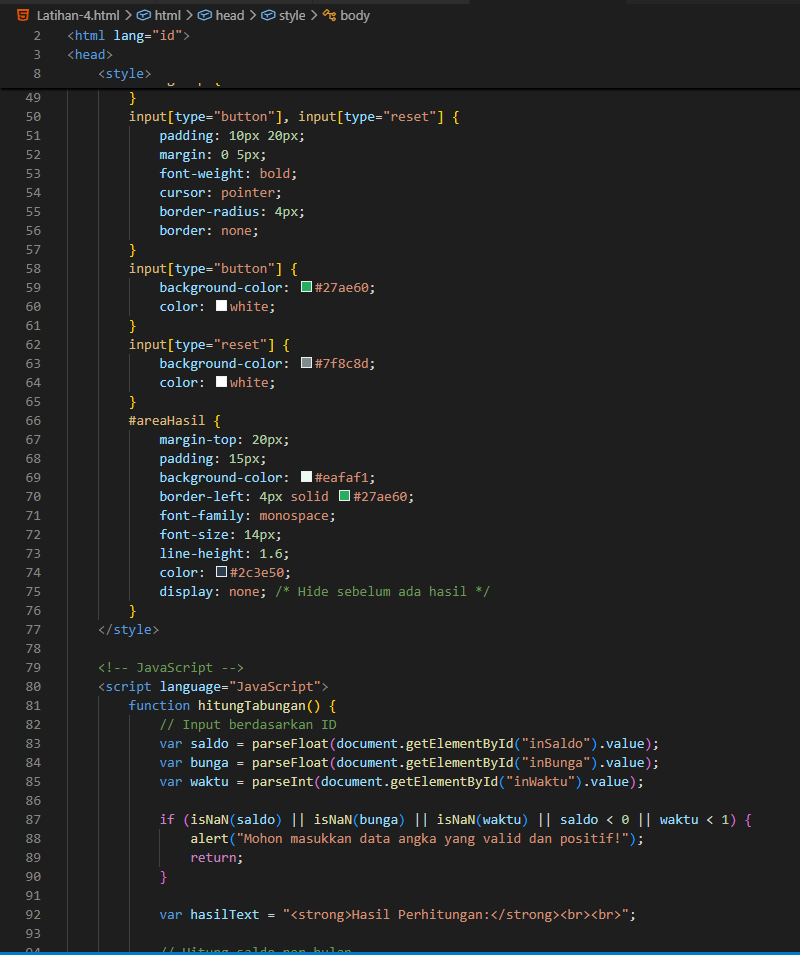 Latihan-4.html > html > head > style > body
2 <html lang="id">
3 <head>
8 <style>
49 }
50 input[type="button"], input[type="reset"] {
51 padding: 10px 20px;
52 margin: 0 5px;
53 font-weight: bold;
54 cursor: pointer;
55 border-radius: 4px;
56 border: none;
57 }
58 input[type="button"] {
59 background-color: #27ae60;
60 color: white;
61 }
62 input[type="reset"] {
63 background-color: #7f8c8d;
64 color: white;
65 }
66 #areaHasil {
67 margin-top: 20px;
68 padding: 15px;
69 background-color: #eafaf1;
70 border-left: 4px solid #27ae60;
71 font-family: monospace;
72 font-size: 14px;
73 line-height: 1.6;
74 color: #2c3e50;
75 display: none; /* Hide sebelum ada hasil */
76 }
77 </style>
78
79 <!-- JavaScript -->
80 <script language="JavaScript">
81 function hitungTabungan() {
82 // Input berdasarkan ID
83 var saldo = parseFloat(document.getElementById("inSaldo").value);
84 var bunga = parseFloat(document.getElementById("inBunga").value);
85 var waktu = parseInt(document.getElementById("inWaktu").value);
86
87 if (isNaN(saldo) || isNaN(bunga) || isNaN(waktu) || saldo < 0 || waktu < 1) {
88 alert("Mohon masukkan data angka yang valid dan positif!");
89 return;
90 }
91
92 var hasilText = "<strong>Hasil Perhitungan:</strong><br><br>";
93
94 // Hitung saldo per bulan